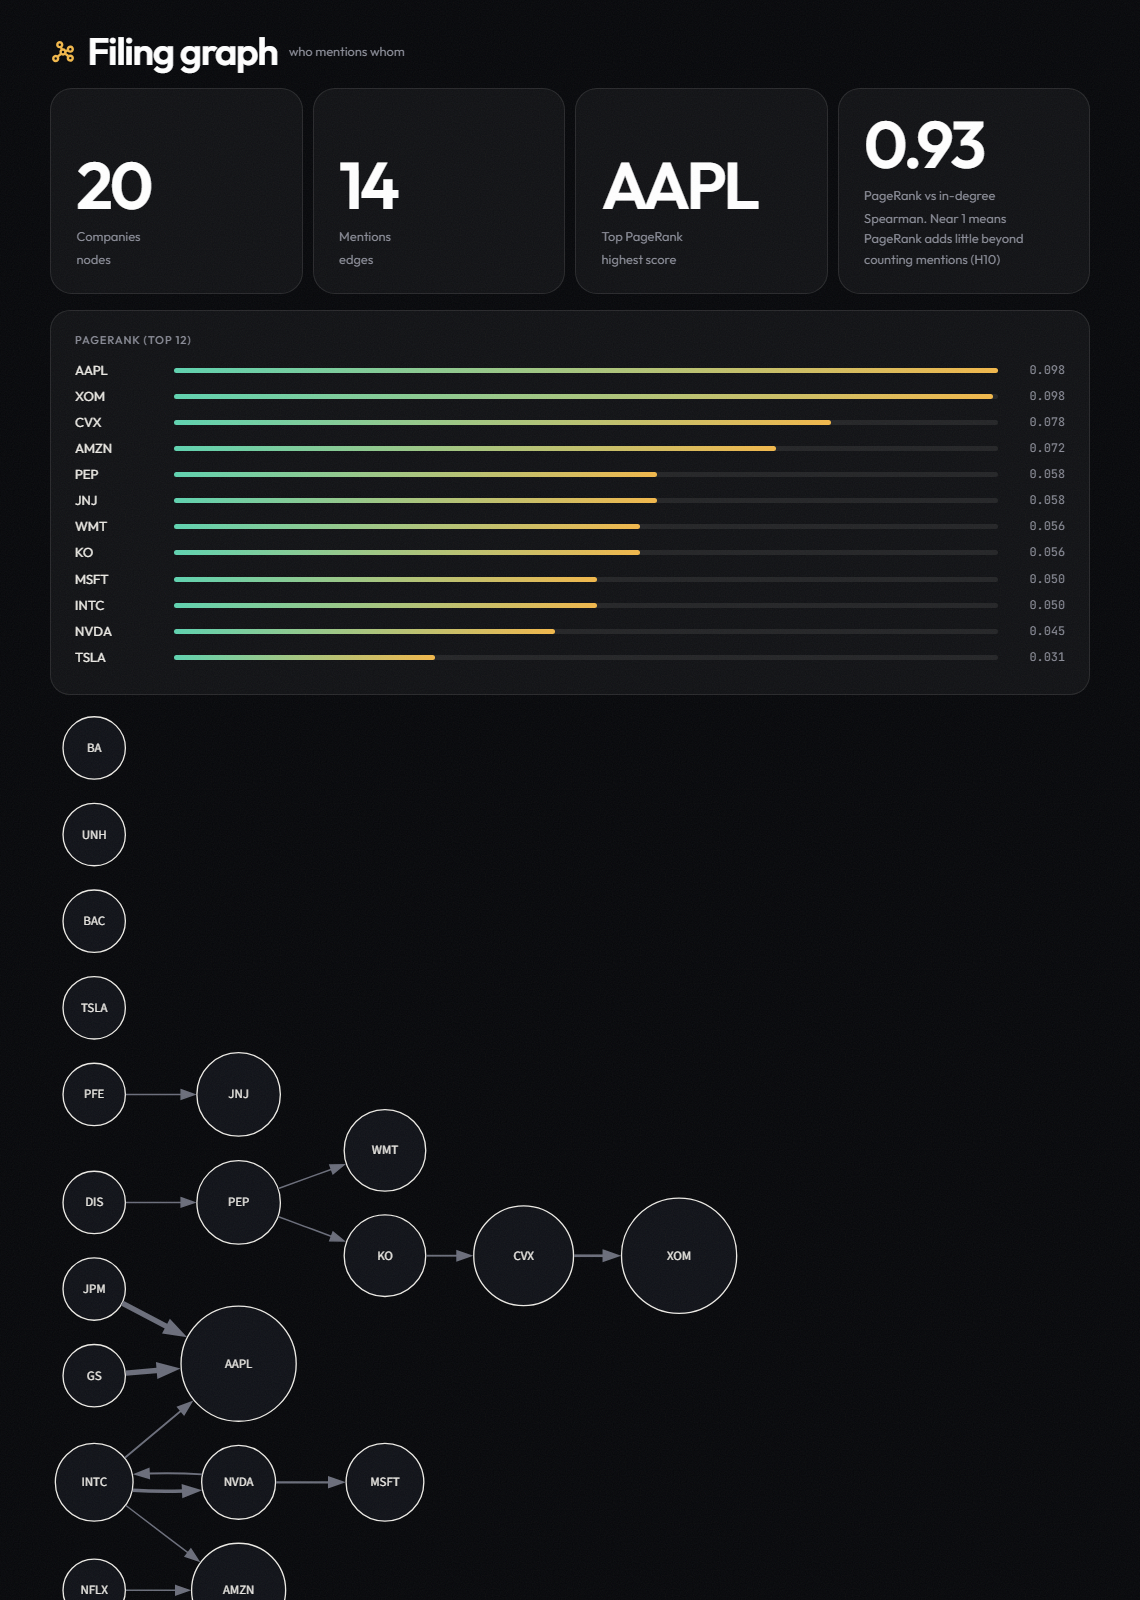 Filing graph who mentions whom
20
Companies
nodes
14
Mentions
edges
AAPL
Top PageRank
highest score
0.93
PageRank vs in-degree
Spearman. Near 1 means
PageRank adds little beyond
counting mentions (H10)
PAGERANK (TOP 12)
AAPL 0.098
XOM 0.098
CVX 0.078
AMZN 0.072
PEP 0.058
JNJ 0.058
WMT 0.056
KO 0.056
MSFT 0.050
INTC 0.050
NVDA 0.045
TSLA 0.031
BA
UNH
BAC
TSLA
PFE JNJ
WMT
DIS PEP
KO CVX XOM
JPM
AAPL
GS
INTC NVDA MSFT
NFLX AMZN